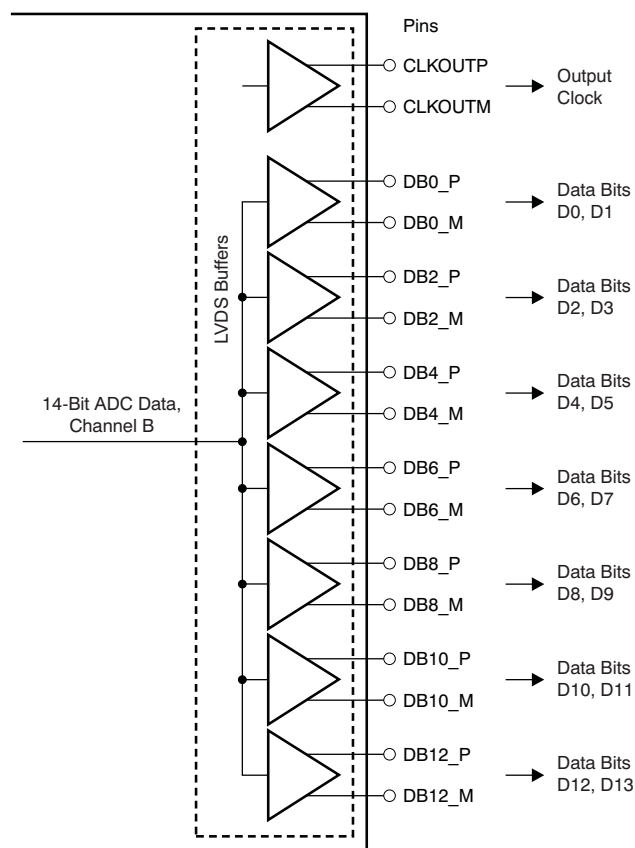 Pins
CLKOUTP
CLKOUTM
Output
Clock
DB0_P
DB0_M
Data Bits
D0, D1
LVDS Buffers
DB2_P
DB2_M
Data Bits
D2, D3
DB4_P
DB4_M
Data Bits
D4, D5
14-Bit ADC Data,
Channel B
DB6_P
DB6_M
Data Bits
D6, D7
DB8_P
DB8_M
Data Bits
D8, D9
DB10_P
DB10_M
Data Bits
D10, D11
DB12_P
DB12_M
Data Bits
D12, D13